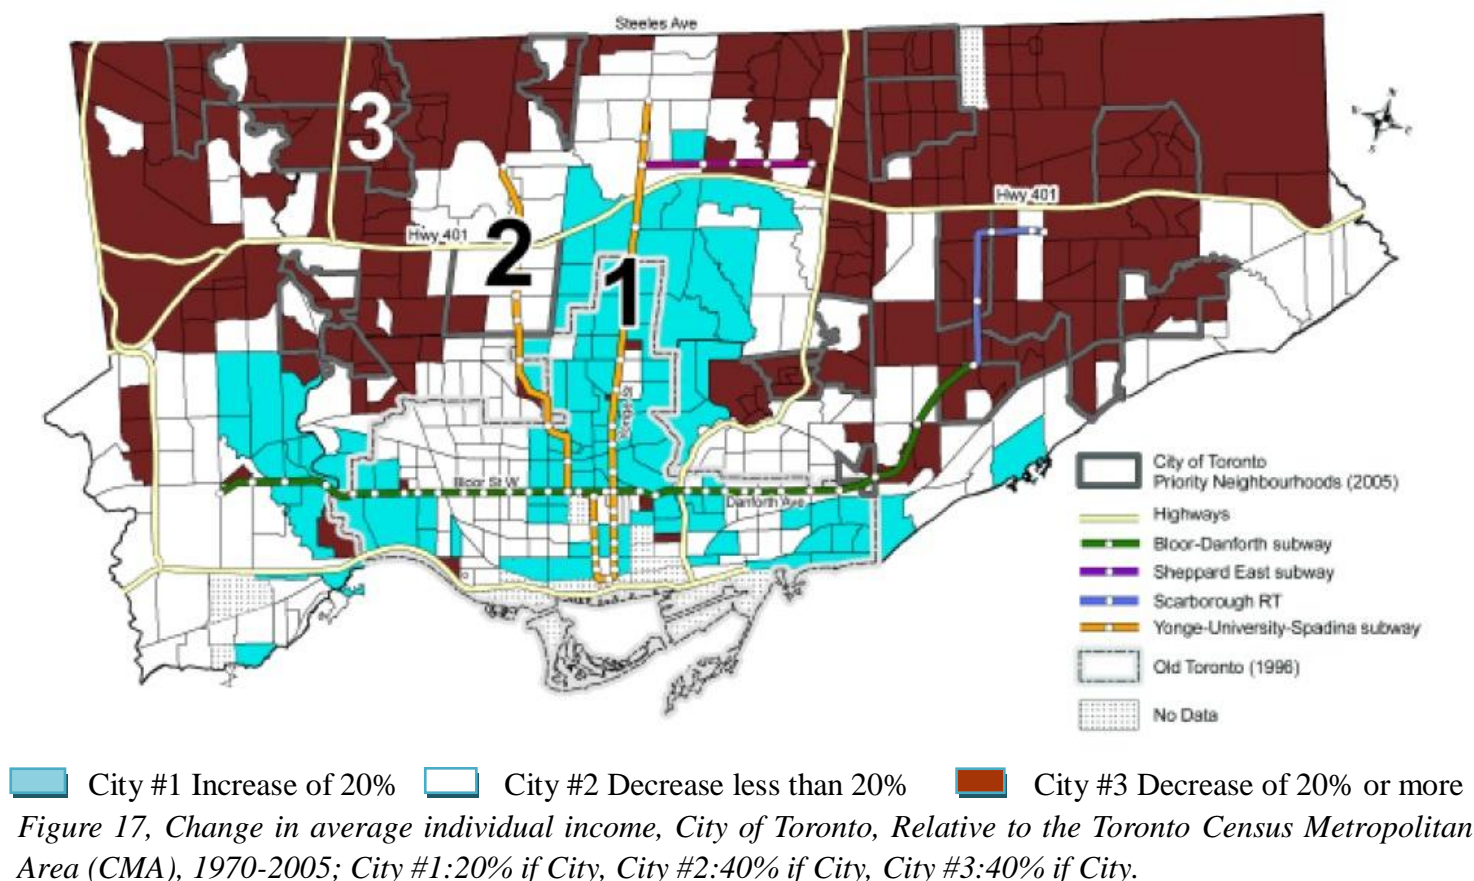 Steeles Ave
3
Hwy 401
Hwy 401
2
1
Yonge St
Bloor St W
Danforth Ave
City of Toronto
Priority Neighbourhoods (2005)
Highways
Bloor-Danforth subway
Sheppard East subway
Scarborough RT
Yonge-University-Spadina subway
Old Toronto (1996)
No Data
City #1 Increase of 20% City #2 Decrease less than 20% City #3 Decrease of 20% or more
Figure 17, Change in average individual income, City of Toronto, Relative to the Toronto Census Metropolitan
Area (CMA), 1970-2005; City #1:20% if City, City #2:40% if City, City #3:40% if City.